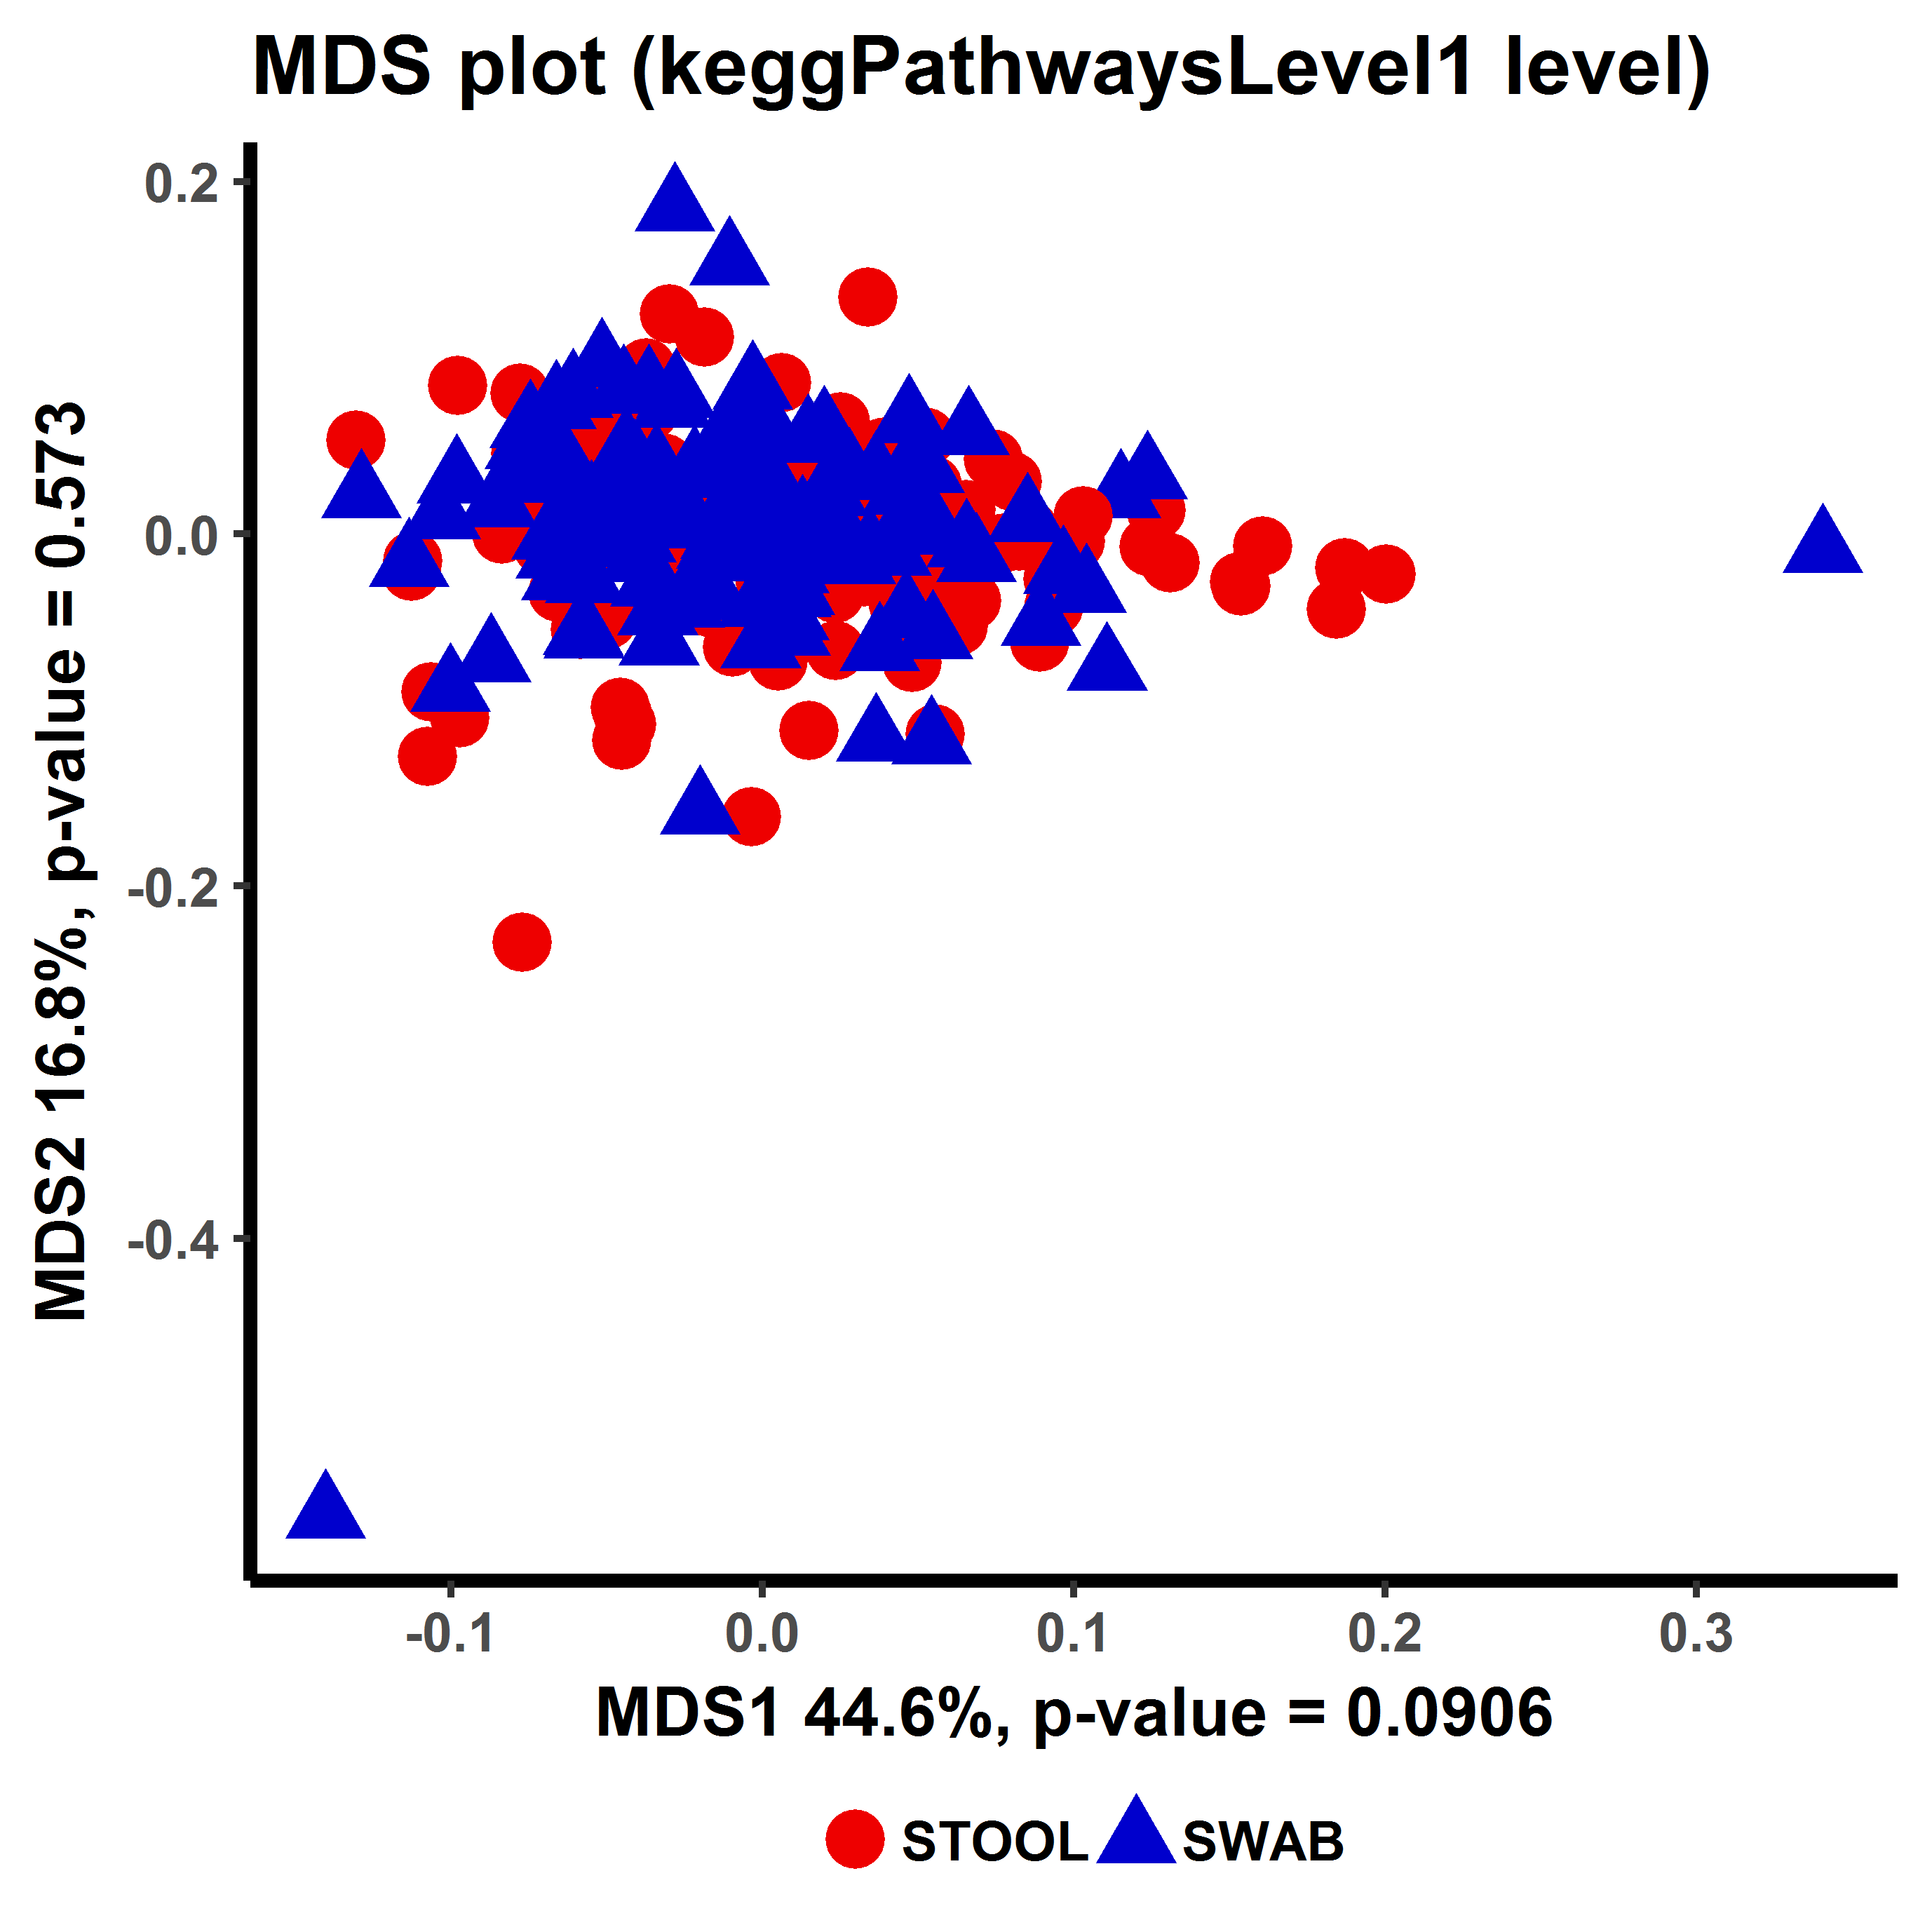 MDS plot (keggPathwaysLevel1 level)
MDS2 16.8%, p-value = 0.573
0.2
0.0
-0.2
-0.4
-0.1
0.0
0.1
0.2
0.3
MDS1 44.6%, p-value = 0.0906
STOOL
SWAB